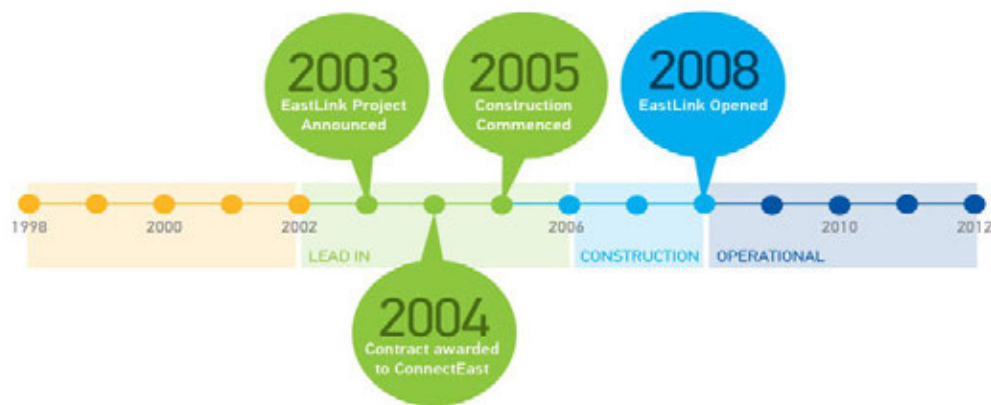 2003
EastLink Project
Announced
2005
Construction
Commenced
2008
EastLink Opened
1998
2000
2002
2006
2010
2012
LEAD IN
CONSTRUCTION
OPERATIONAL
2004
Contract awarded
to ConnectEast